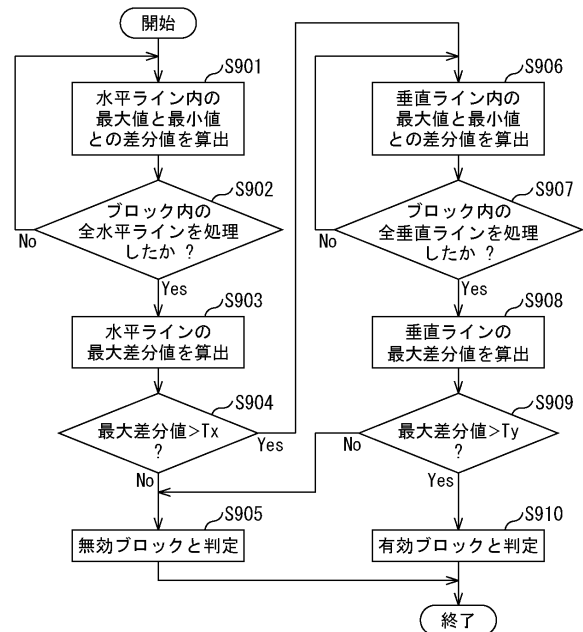 開始
S901
水平ライン内の
最大値と最小値
との差分値を算出
S902
ブロック内の
全水平ラインを処理
したか ?
No
Yes
S903
水平ラインの
最大差分値を算出
S904
最大差分値>Tx
?
Yes
No
S905
無効ブロックと判定
S906
垂直ライン内の
最大値と最小値
との差分値を算出
S907
ブロック内の
全垂直ラインを処理
したか ?
No
Yes
S908
垂直ラインの
最大差分値を算出
S909
最大差分値>Ty
?
No
Yes
S910
有効ブロックと判定
終了